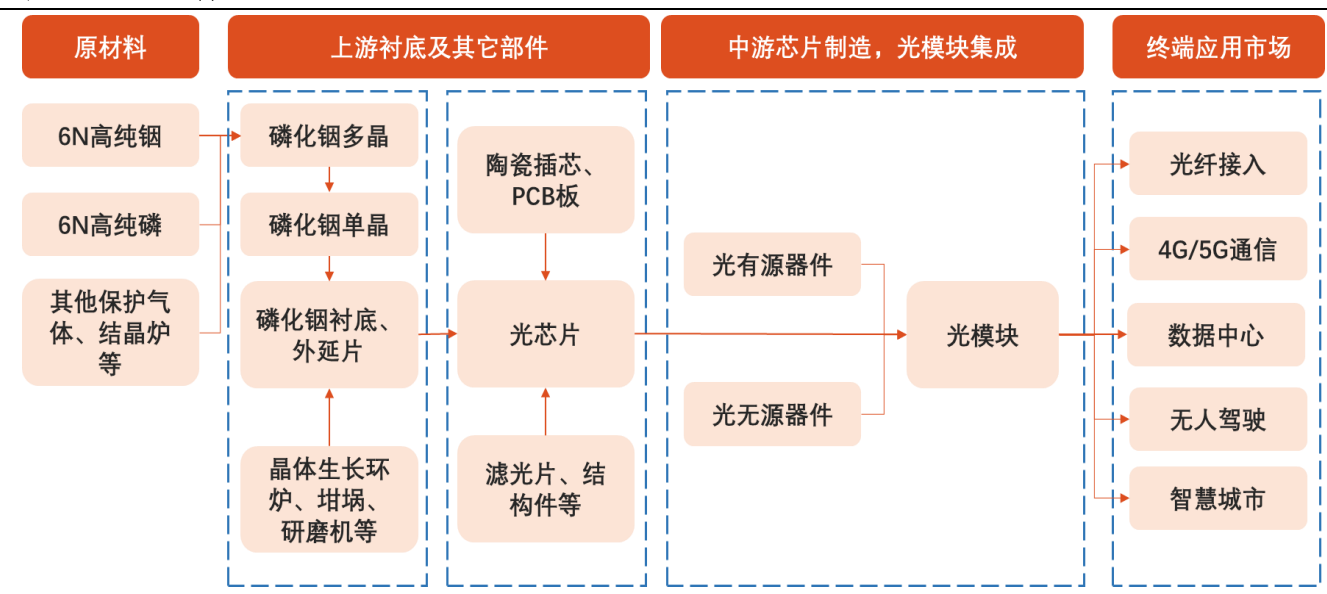 原材料
上游衬底及其它部件
中游芯片制造，光模块集成
终端应用市场
6N高纯铟
6N高纯磷
其他保护气
体、结晶炉
等
磷化铟多晶
磷化铟单晶
磷化铟衬底、
外延片
晶体生长环
炉、坩埚、
研磨机等
陶瓷插芯、
PCB板
光芯片
滤光片、结
构件等
光有源器件
光无源器件
光模块
光纤接入
4G/5G通信
数据中心
无人驾驶
智慧城市